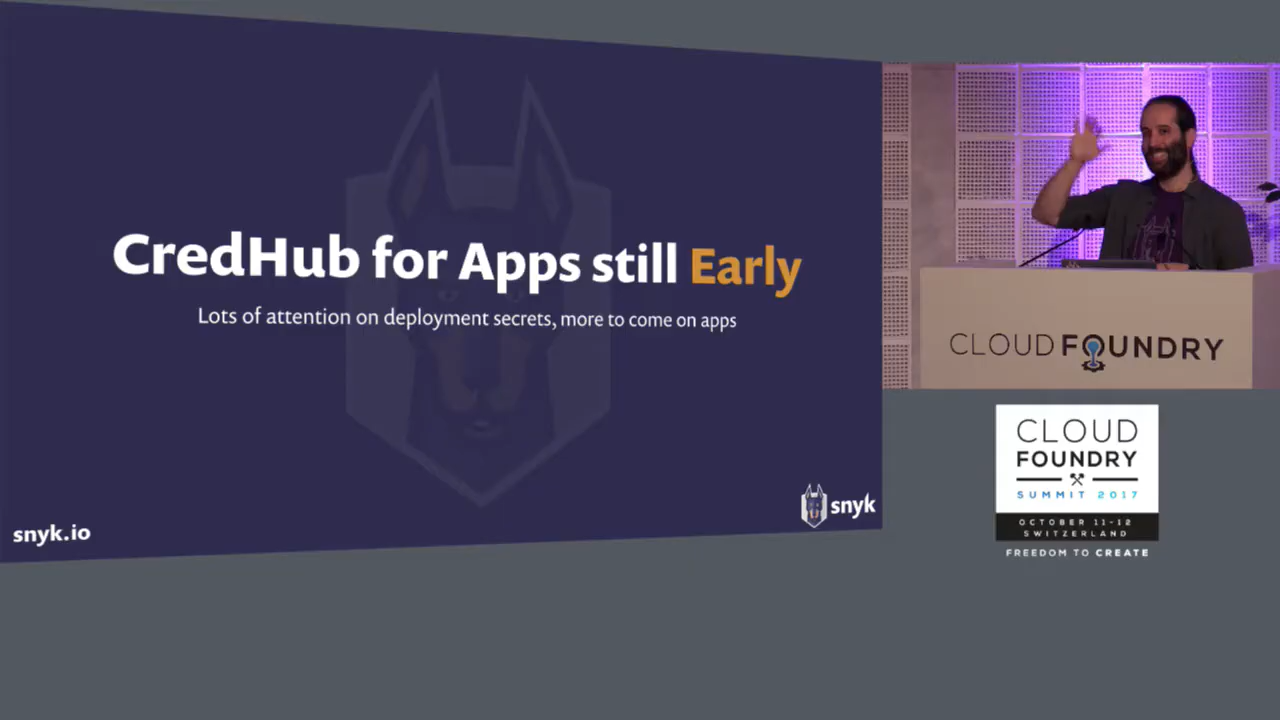 CredHub for Apps still Early
Lots of attention on deployment secrets, more to come on apps
snyk.io
snyk
CLOUD FOUNDRY
CLOUD
FOUNDRY
SUMMIT 2017
OCTOBER 11-12
SWITZERLAND
FREEDOM TO CREATE